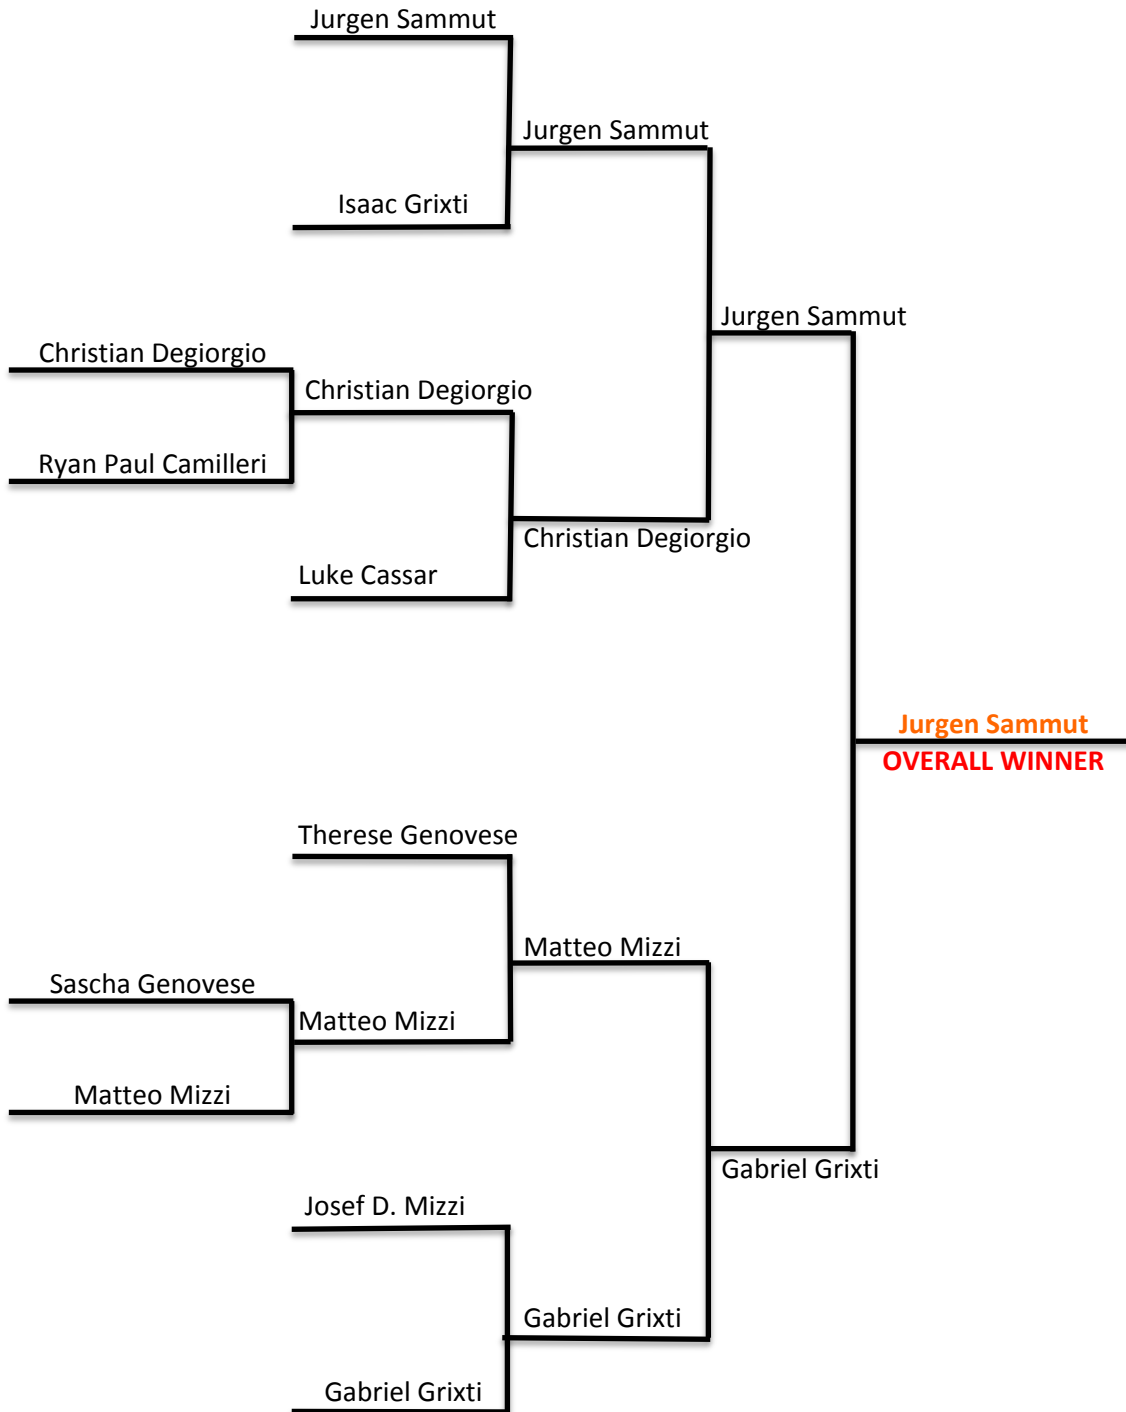 Jurgen Sammut
Jurgen Sammut
Isaac Grixti
Jurgen Sammut
Christian Degiorgio
Christian Degiorgio
Ryan Paul Camilleri
Christian Degiorgio
Luke Cassar
Jurgen Sammut
OVERALL WINNER
Therese Genovese
Matteo Mizzi
Sascha Genovese
Matteo Mizzi
Matteo Mizzi
Gabriel Grixti
Josef D. Mizzi
Gabriel Grixti
Gabriel Grixti